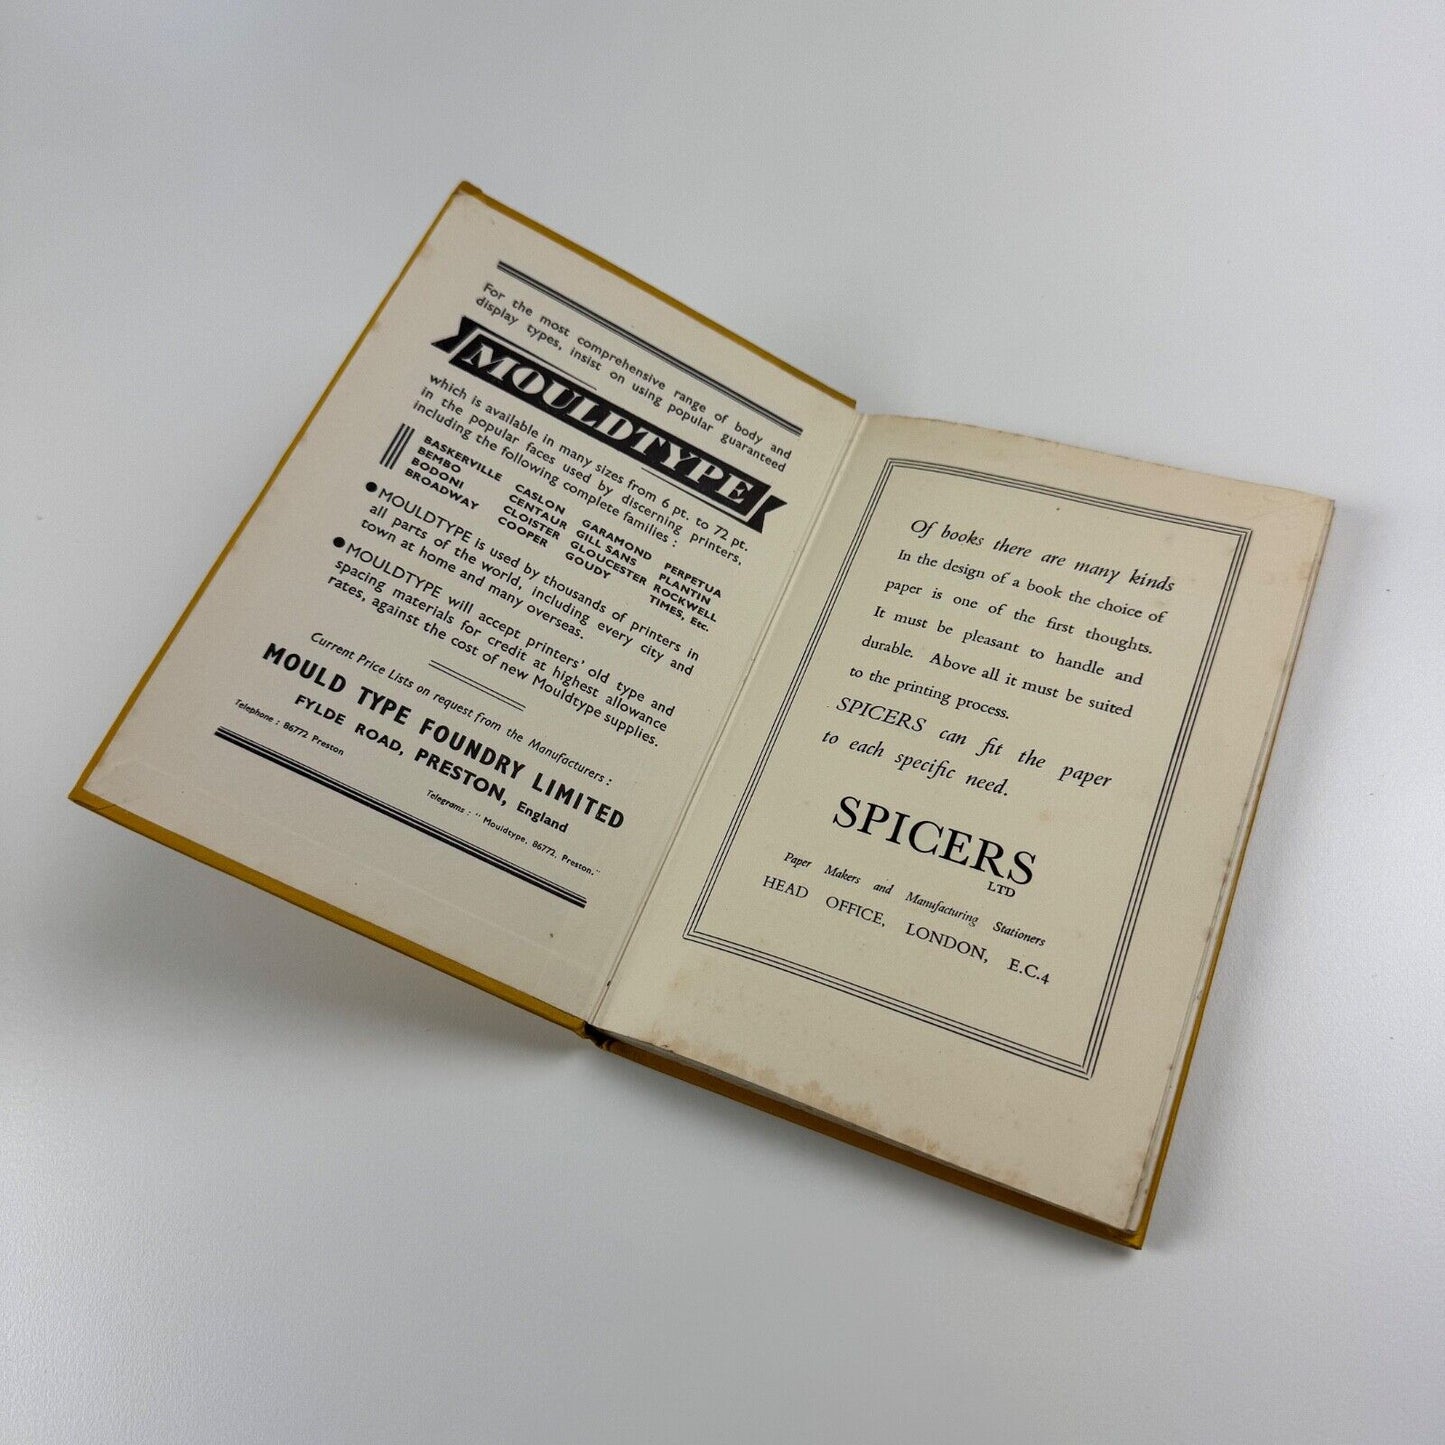 For the most comprehensive range of body and
display types, insist on using popular guaranteed
MOULDTYPE
which is available in many sizes from 6 pt. to 72 pt.
in the popular faces used by discerning printers,
including the following complete families :
BASKERVILLE
BEMBO
BODONI
BROADWAY
CASLON
CENTAUR
CLOISTER
COOPER
GARAMOND
GILL SANS
GLOUCESTER
GOUDY
PERPETUA
PLANTIN
ROCKWELL
TIMES, Etc.
● MOULDTYPE is used by thousands of printers in
all parts of the world, including every city and
town at home and many overseas.
● MOULDTYPE will accept printers' old type and
spacing materials for credit at highest allowance
rates, against the cost of new Mouldtype supplies.
Current Price Lists on request from the Manufacturers :
MOULD TYPE FOUNDRY LIMITED
FYLDE ROAD, PRESTON, England
Telephone : 86772 Preston
Telegrams : " Mouldtype, 86772, Preston."
Of books there are many kinds
In the design of a book the choice of
paper is one of the first thoughts.
It must be pleasant to handle and
durable. Above all it must be suited
to the printing process.
SPICERS can fit the paper
to each specific need.
SPICERS
LTD
Paper Makers and Manufacturing Stationers
HEAD OFFICE, LONDON, E.C.4